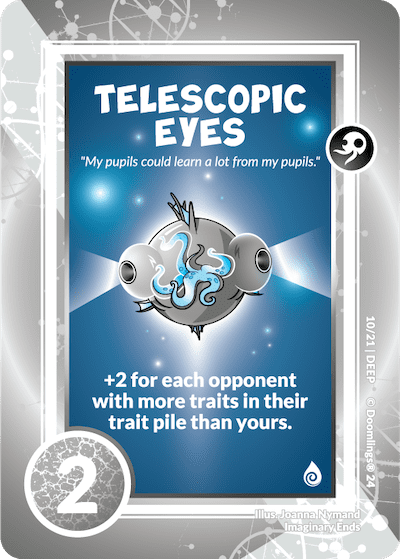 TELESCOPIC
EYES
"My pupils could learn a lot from my pupils."
+2 for each opponent
with more traits in their
trait pile than yours.
10/21 | DEEP © Doomlings® 24
2
Illus. Joanna Nymand
Imaginary Ends